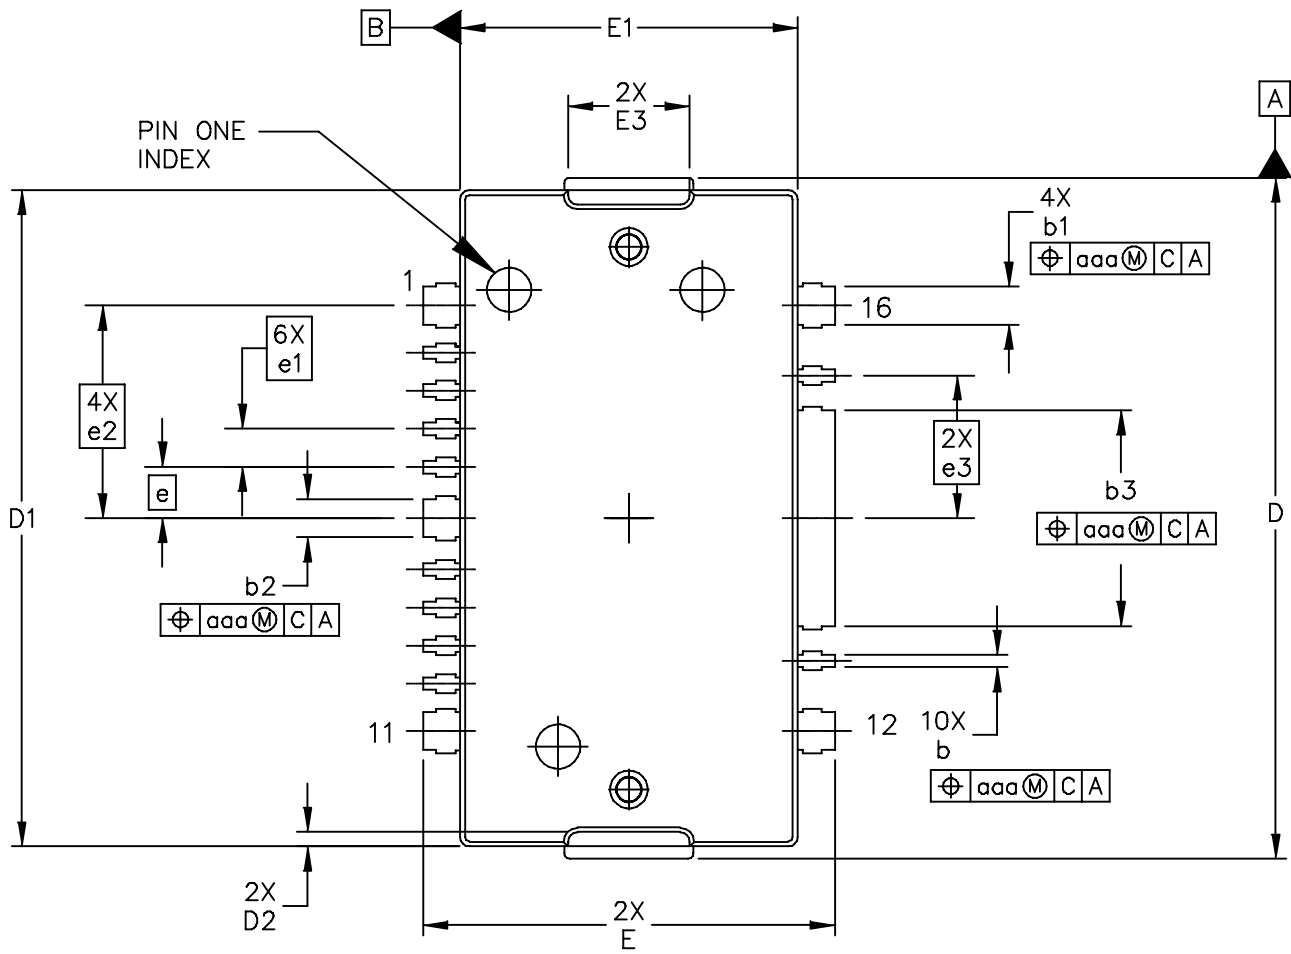 B
E1
2X
E3
A
PIN ONE
INDEX
4X
b1
⌖ aaa Ⓜ C A
1
16
6X
e1
4X
e2
2X
e3
e
b3
D1
D
⌖ aaa Ⓜ C A
b2
⌖ aaa Ⓜ C A
11
12
10X
b
⌖ aaa Ⓜ C A
2X
D2
2X
E